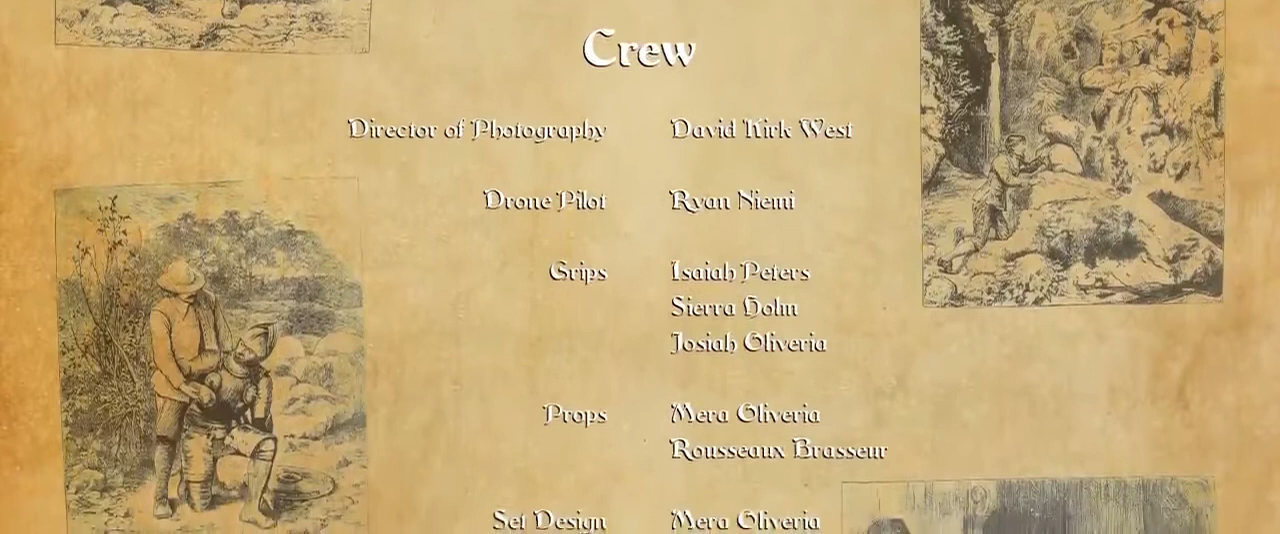 Crew
Director of Photography David Kirk West
Drone Pilot Ryan Niemi
Grips Isaiah Peters
Sierra Holm
Josiah Oliveria
Props Mera Oliveria
Rousseaux Brasseur
Set Design Mera Oliveria